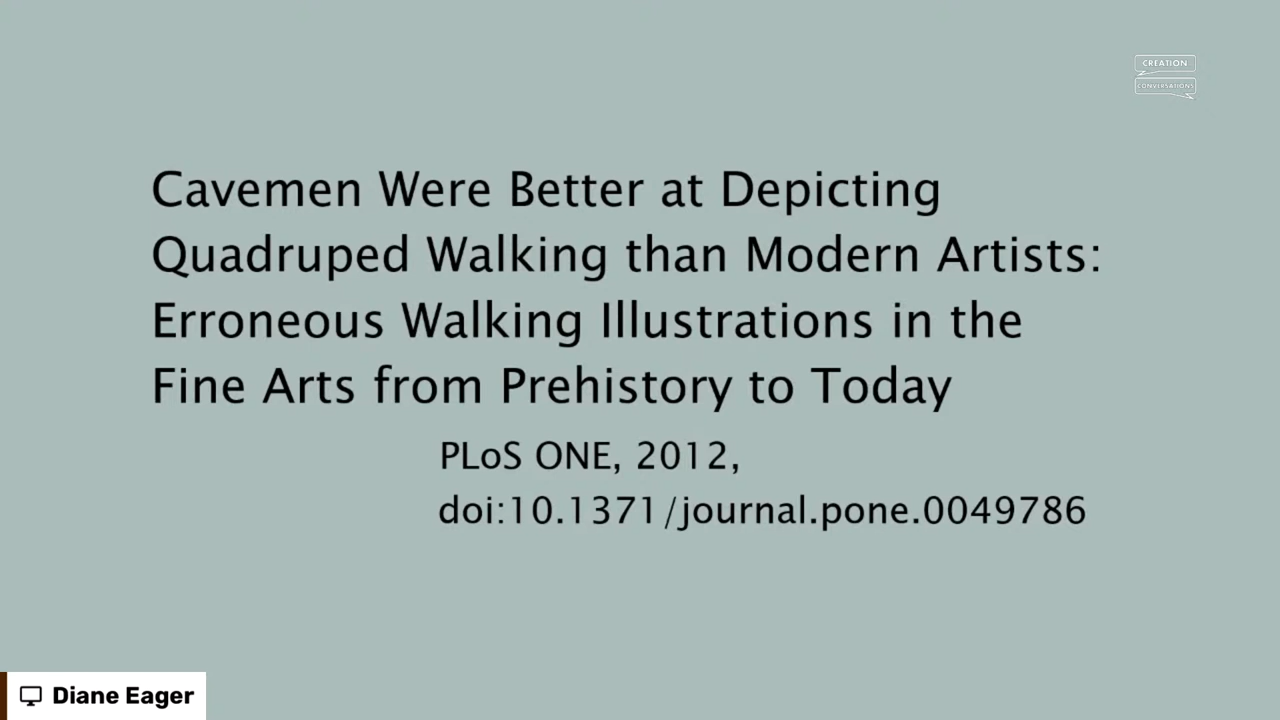 CREATION
CONVERSATIONS
Cavemen Were Better at Depicting
Quadruped Walking than Modern Artists:
Erroneous Walking Illustrations in the
Fine Arts from Prehistory to Today
PLoS ONE, 2012,
doi:10.1371/journal.pone.0049786
Diane Eager